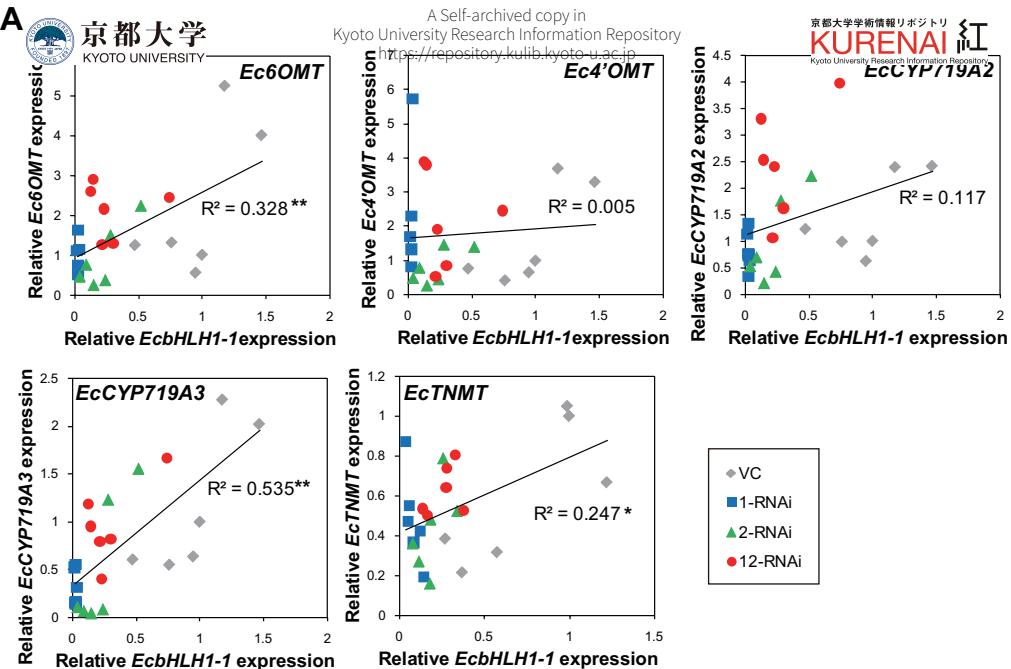 A
京都大学
KYOTO UNIVERSITY
A Self-archived copy in
Kyoto University Research Information Repository
https://repository.kulib.kyoto-u.ac.jp
京都大学学術情報リポジトリ
KURENAI 紅
Kyoto University Research Information Repository
Relative Ec6OMT expression
5
4
3
2
1
0
Ec6OMT
R² = 0.328**
0 0.5 1 1.5 2
Relative EcbHLH1-1 expression
Relative Ec4'OMT expression
7
6
5
4
3
2
1
0
Ec4'OMT
R² = 0.005
0 0.5 1 1.5 2
Relative EcbHLH1-1 expression
Relative EcCYP719A2 expression
4.5
4
3.5
3
2.5
2
1.5
1
0.5
0
EcCYP719A2
R² = 0.117
0 0.5 1 1.5 2
Relative EcbHLH1-1 expression
Relative EcCYP719A3 expression
2.5
2
1.5
1
0.5
0
EcCYP719A3
R² = 0.535**
0 0.5 1 1.5 2
Relative EcbHLH1-1 expression
Relative EcTNMT expression
1.2
1
0.8
0.6
0.4
0.2
0
EcTNMT
R² = 0.247 *
0 0.5 1 1.5
Relative EcbHLH1-1 expression
VC
1-RNAi
2-RNAi
12-RNAi